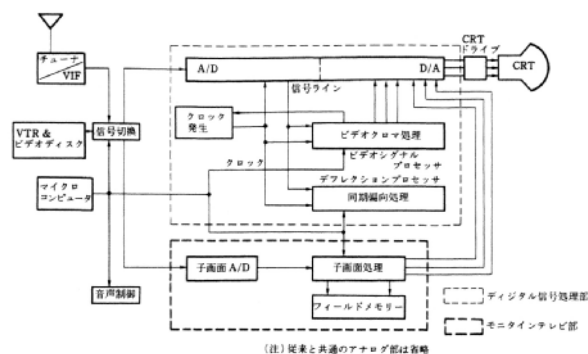 CRT
ドライブ
チューナ
VIF
A/D
D/A
CRT
信号ライン
VTR &
ビデオディスク
信号切換
クロック
発生
ビデオクロマ処理
ビデオシグナル
プロセッサ
クロック
デフレクションプロセッサ
マイクロ
コンピュータ
同期偏向処理
子画面 A/D
子画面処理
音声制御
フィールドメモリー
ディジタル信号処理部
モニタインテレビ部
(注)従来と共通のアナログ部は省略